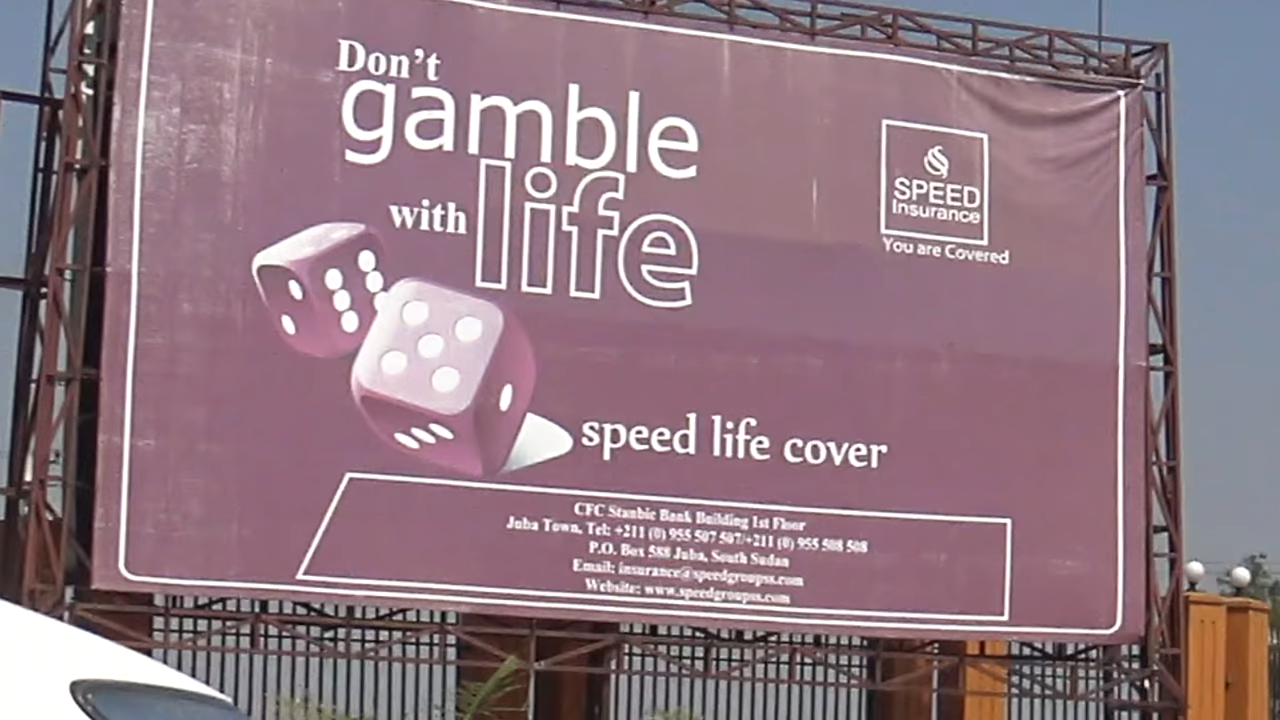 Don't
gamble
with life
SPEED
Insurance
You are Covered
speed life cover
CFC Stanbic Bank Building 1st Floor
Juba Town, Tel: +211 (0) 955 507 507/+211 (0) 955 508 508
P.O. Box 588 Juba, South Sudan
Email: insurance@speedgroupss.com
Website: www.speedgroupss.com